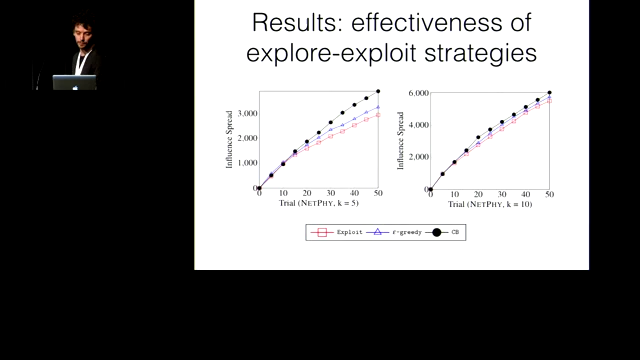 Results: effectiveness of
explore-exploit strategies
3.000
2.000
1.000
0
Influence Spread
0 10 20 30 40 50
Trial (NETPHY, k = 5)
6.000
4.000
2.000
0
Influence Spread
0 10 20 30 40 50
Trial (NETPHY, k = 10)
Exploit ε-greedy CB